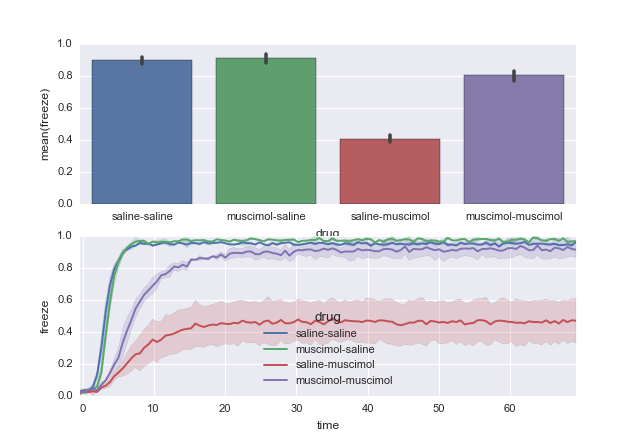 1.0
0.8
0.6
0.4
0.2
0.0
mean(freeze)
saline-saline muscimol-saline saline-muscimol muscimol-muscimol
drug
1.0
0.8
0.6
0.4
0.2
0.0
freeze
drug
saline-saline
muscimol-saline
saline-muscimol
muscimol-muscimol
0 10 20 30 40 50 60
time